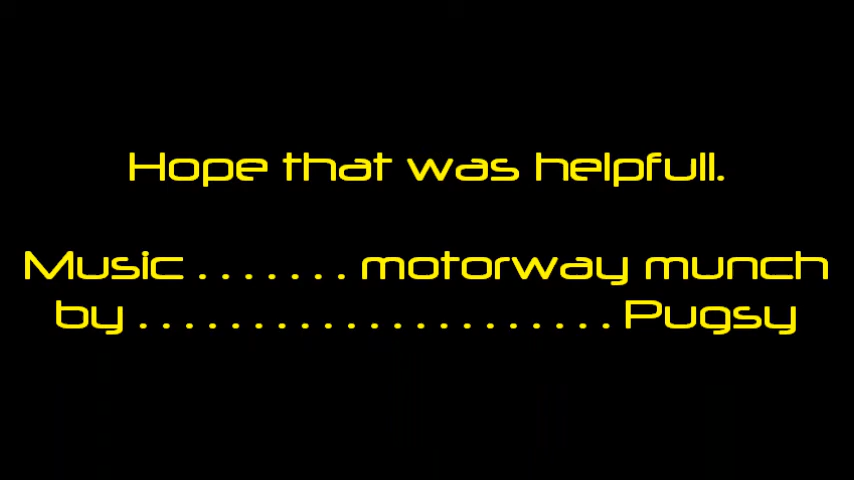 Hope that was helpfull.
Music . . . . . . . motorway munch
by . . . . . . . . . . . . . . . . . . . . . Pugsy